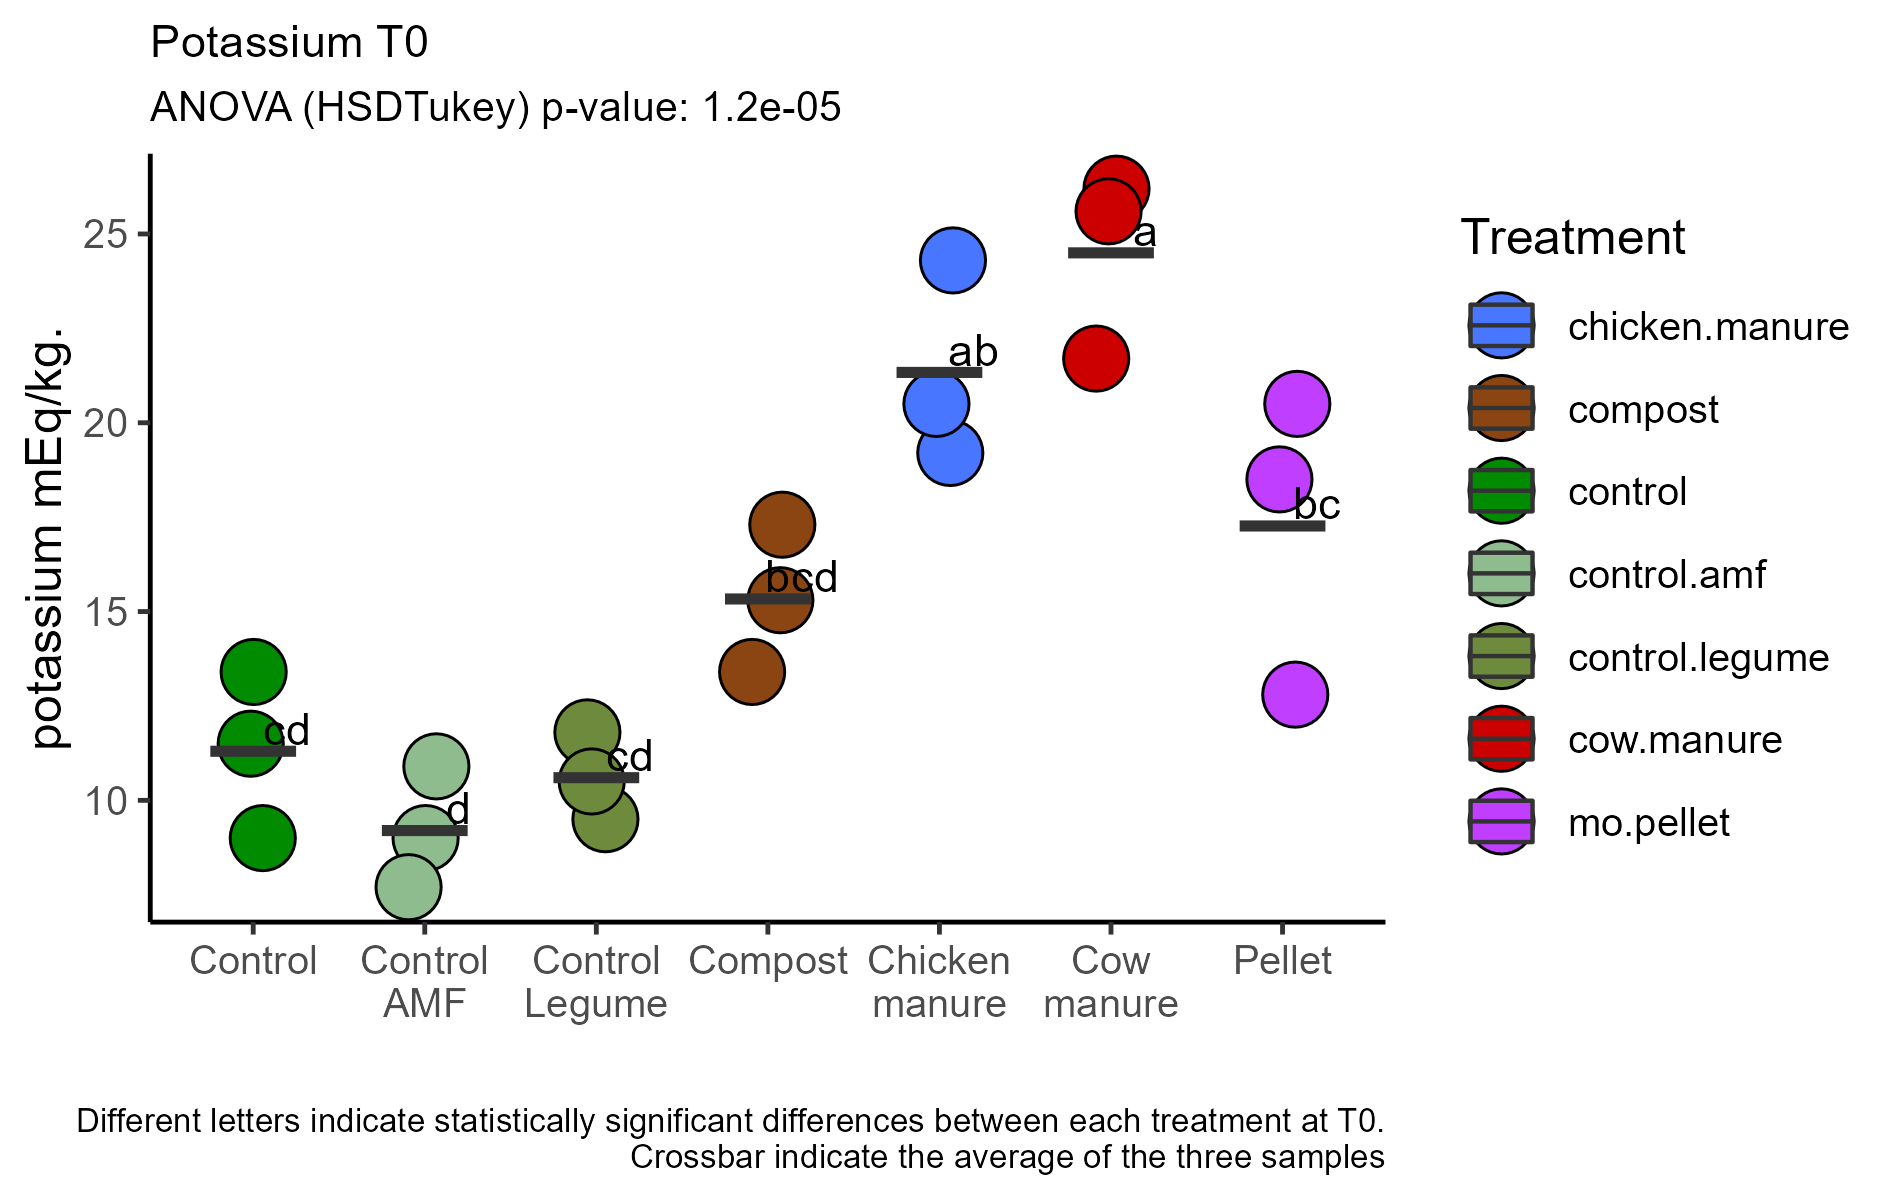 Potassium T0
ANOVA (HSDTukey) p-value: 1.2e-05
potassium mEq/kg.
25
20
15
10
cd
d
cd
bcd
ab
a
bc
Control
Control
AMF
Control
Legume
Compost
Chicken
manure
Cow
manure
Pellet
Treatment
chicken.manure
compost
control
control.amf
control.legume
cow.manure
mo.pellet
Different letters indicate statistically significant differences between each treatment at T0.
Crossbar indicate the average of the three samples